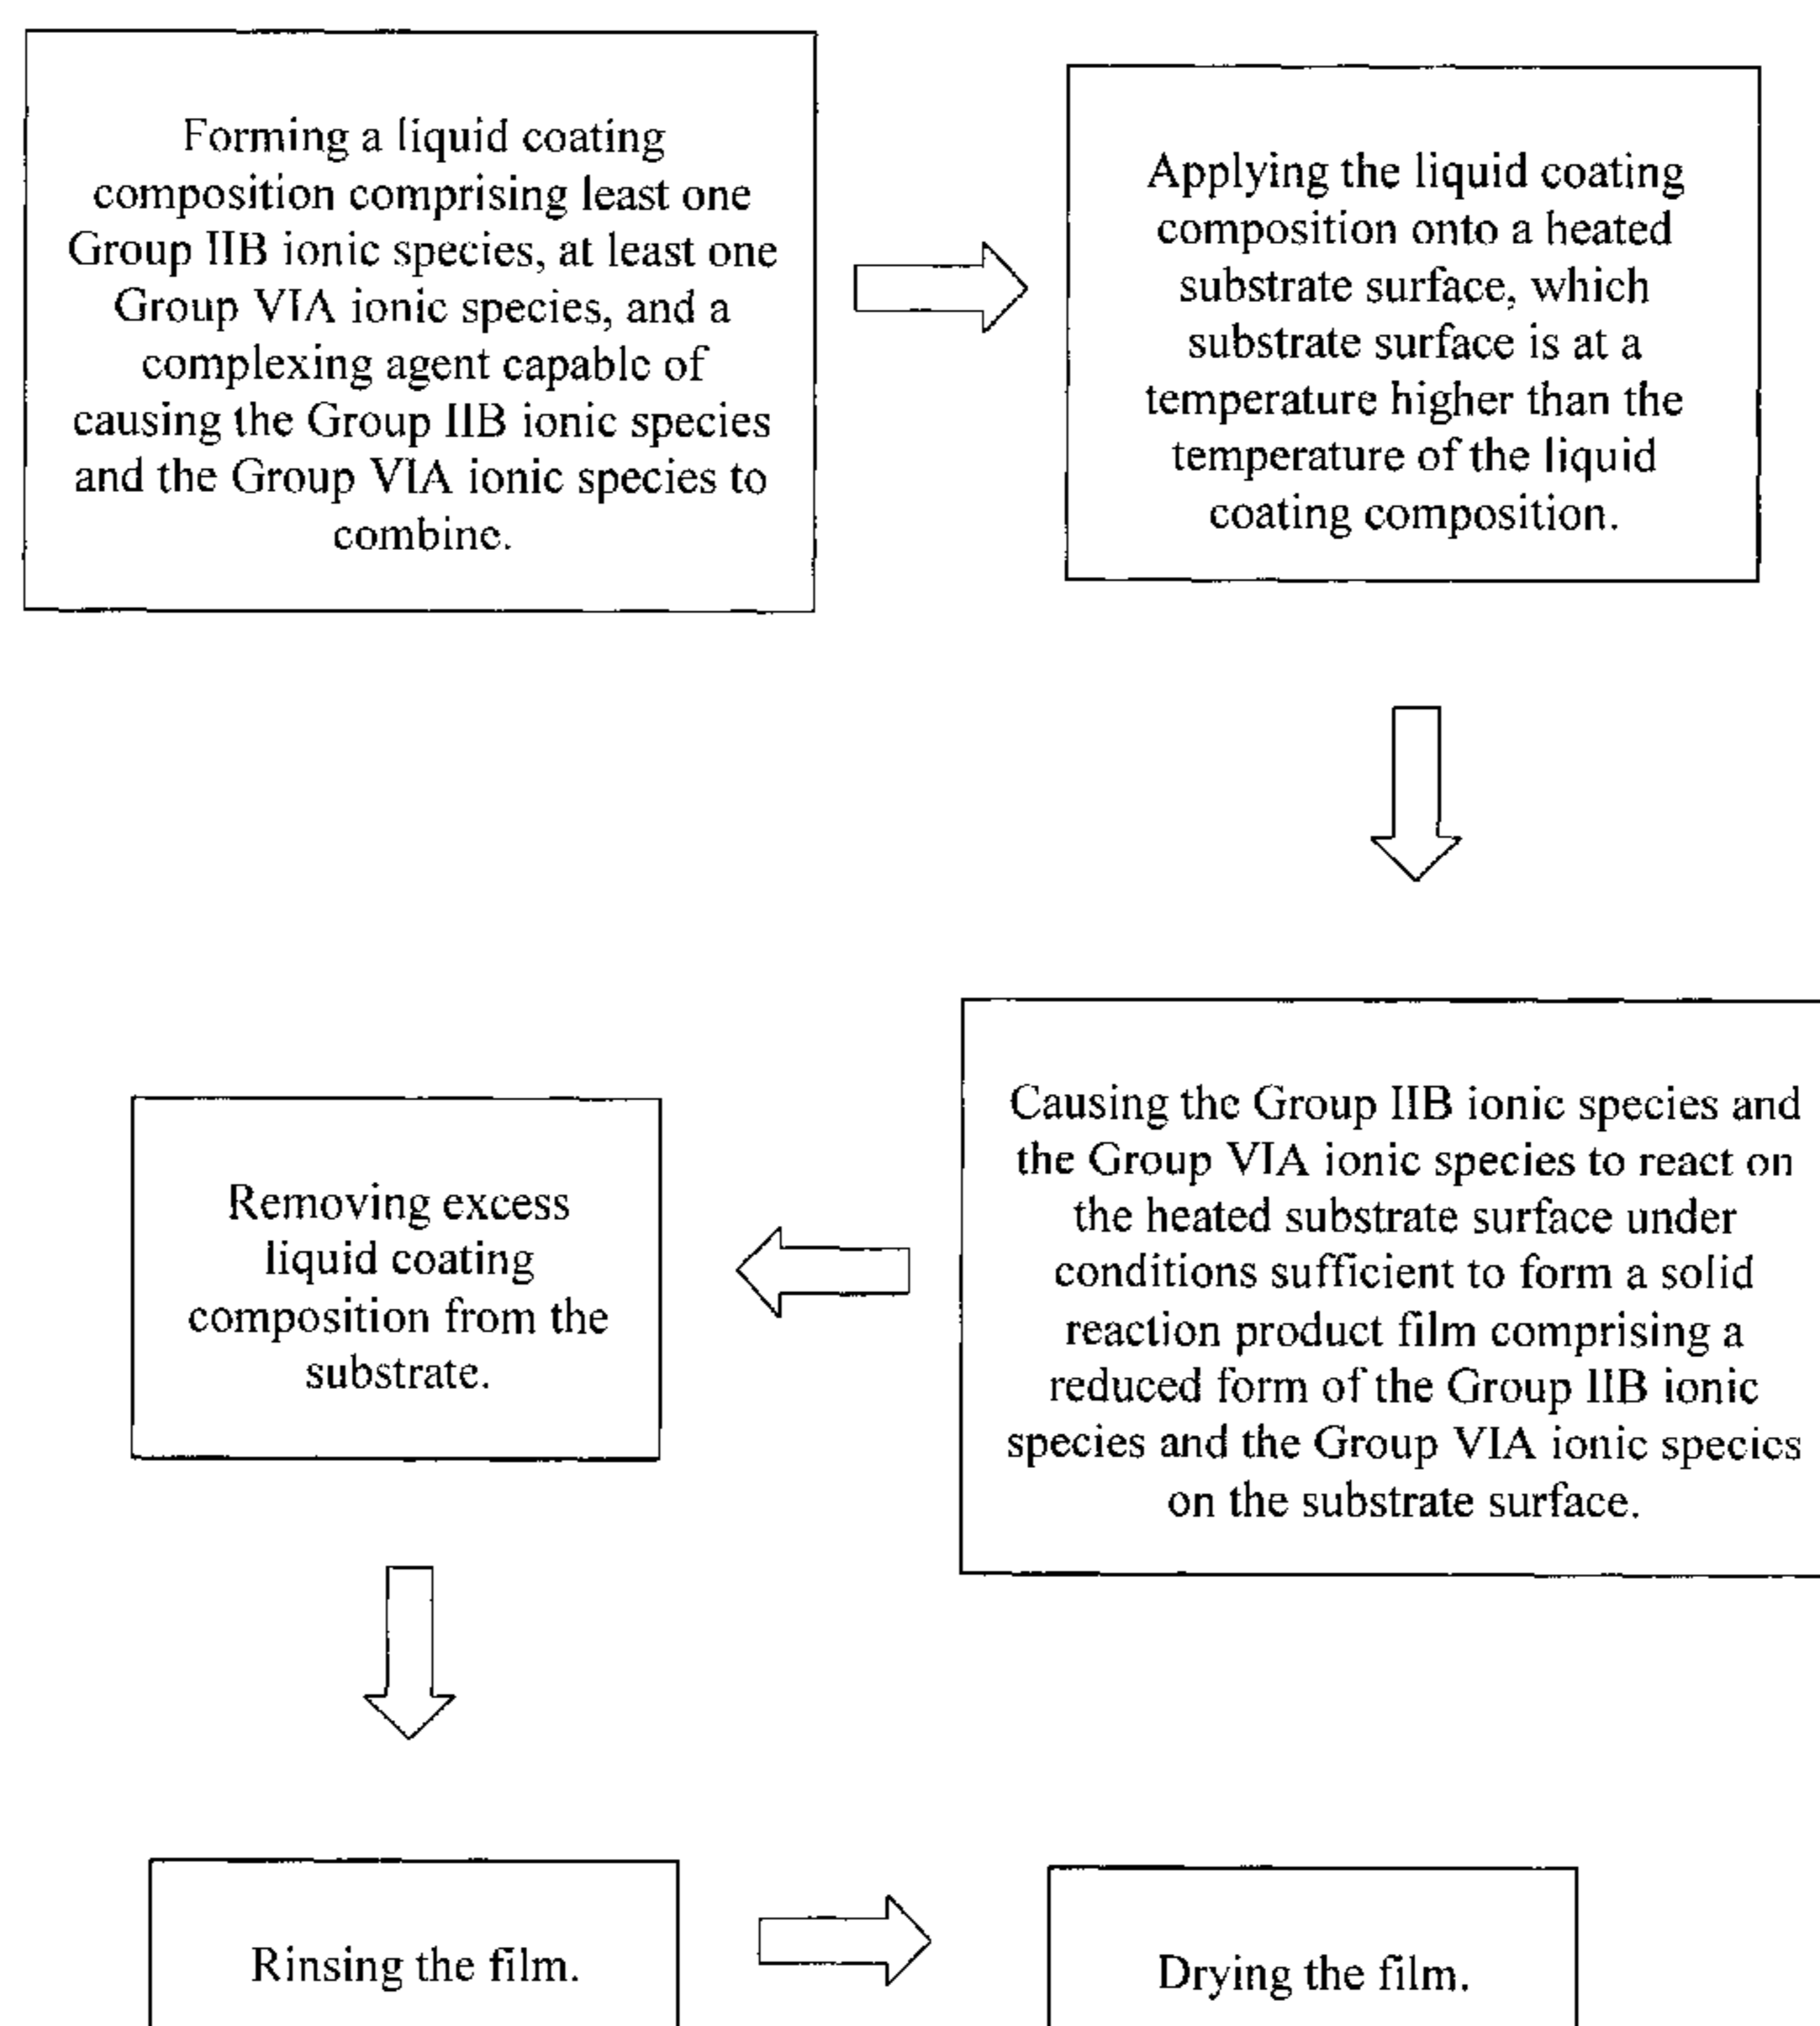 Forming a liquid coating
composition comprising least one
Group IIB ionic species, at least one
Group VIA ionic species, and a
complexing agent capable of
causing the Group IIB ionic species
and the Group VIA ionic species to
combine.
Applying the liquid coating
composition onto a heated
substrate surface, which
substrate surface is at a
temperature higher than the
temperature of the liquid
coating composition.
Causing the Group IIB ionic species and
the Group VIA ionic species to react on
the heated substrate surface under
conditions sufficient to form a solid
reaction product film comprising a
reduced form of the Group IIB ionic
species and the Group VIA ionic species
on the substrate surface.
Removing excess
liquid coating
composition from the
substrate.
Rinsing the film.
Drying the film.